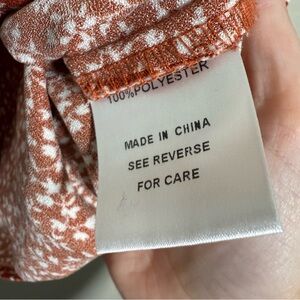 100%POLYESTER
MADE IN CHINA
SEE REVERSE
FOR CARE